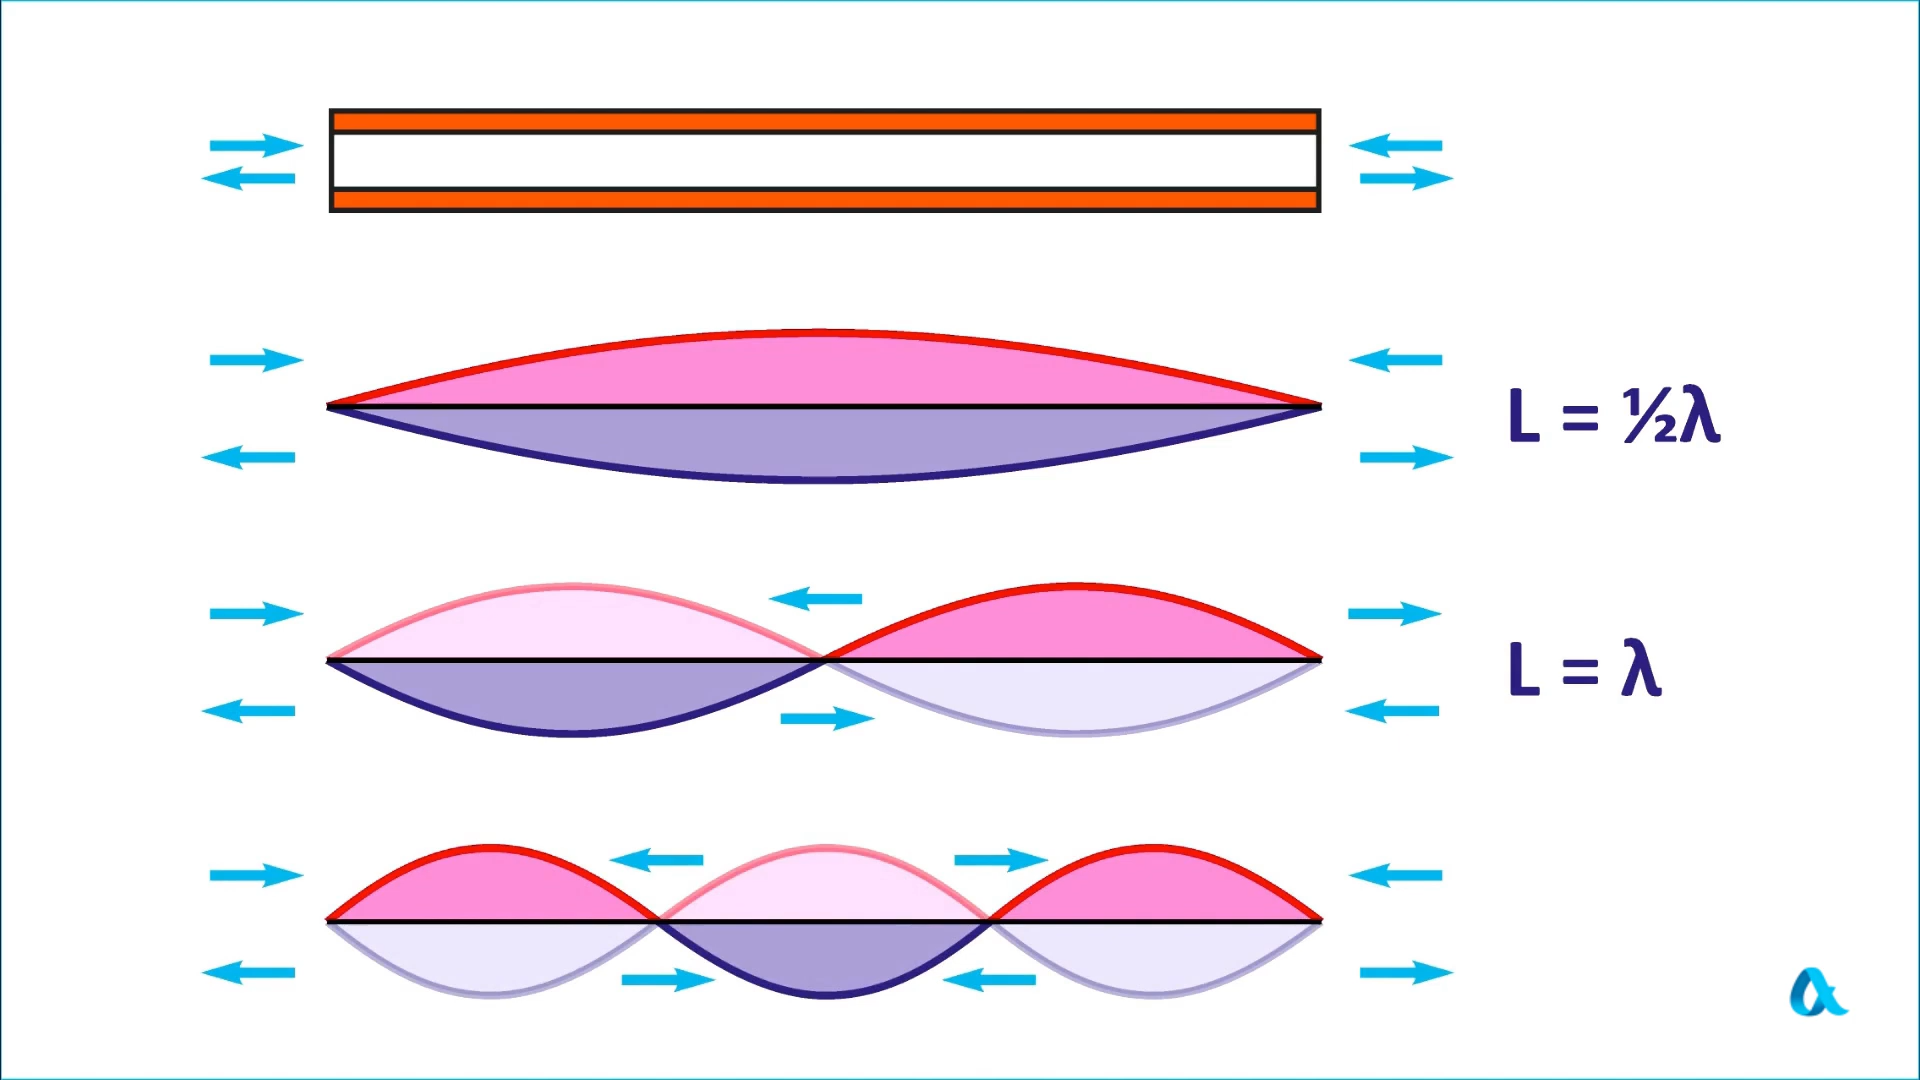 L = ½λ
L = λ